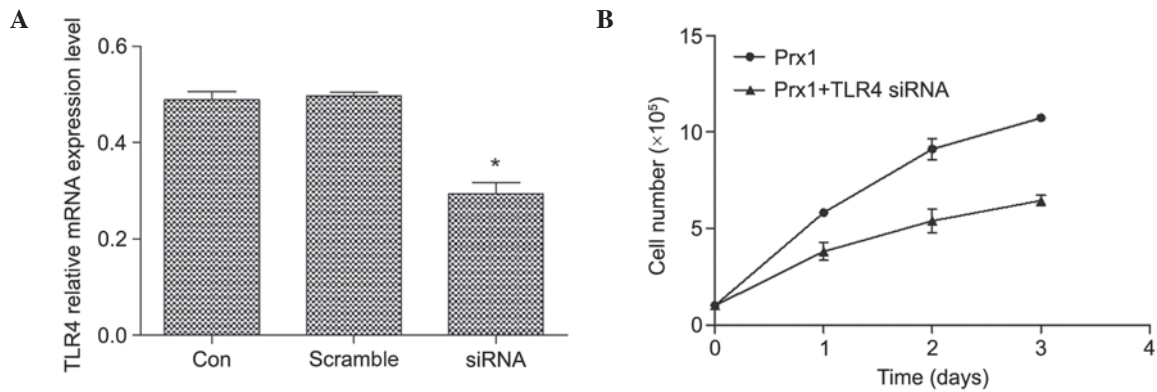 A
TLR4 relative mRNA expression level
0.6
0.4
0.2
0.0
*
Con Scramble siRNA
B
Cell number (×10⁵)
15
10
5
0
Prx1
Prx1+TLR4 siRNA
0 1 2 3 4
Time (days)